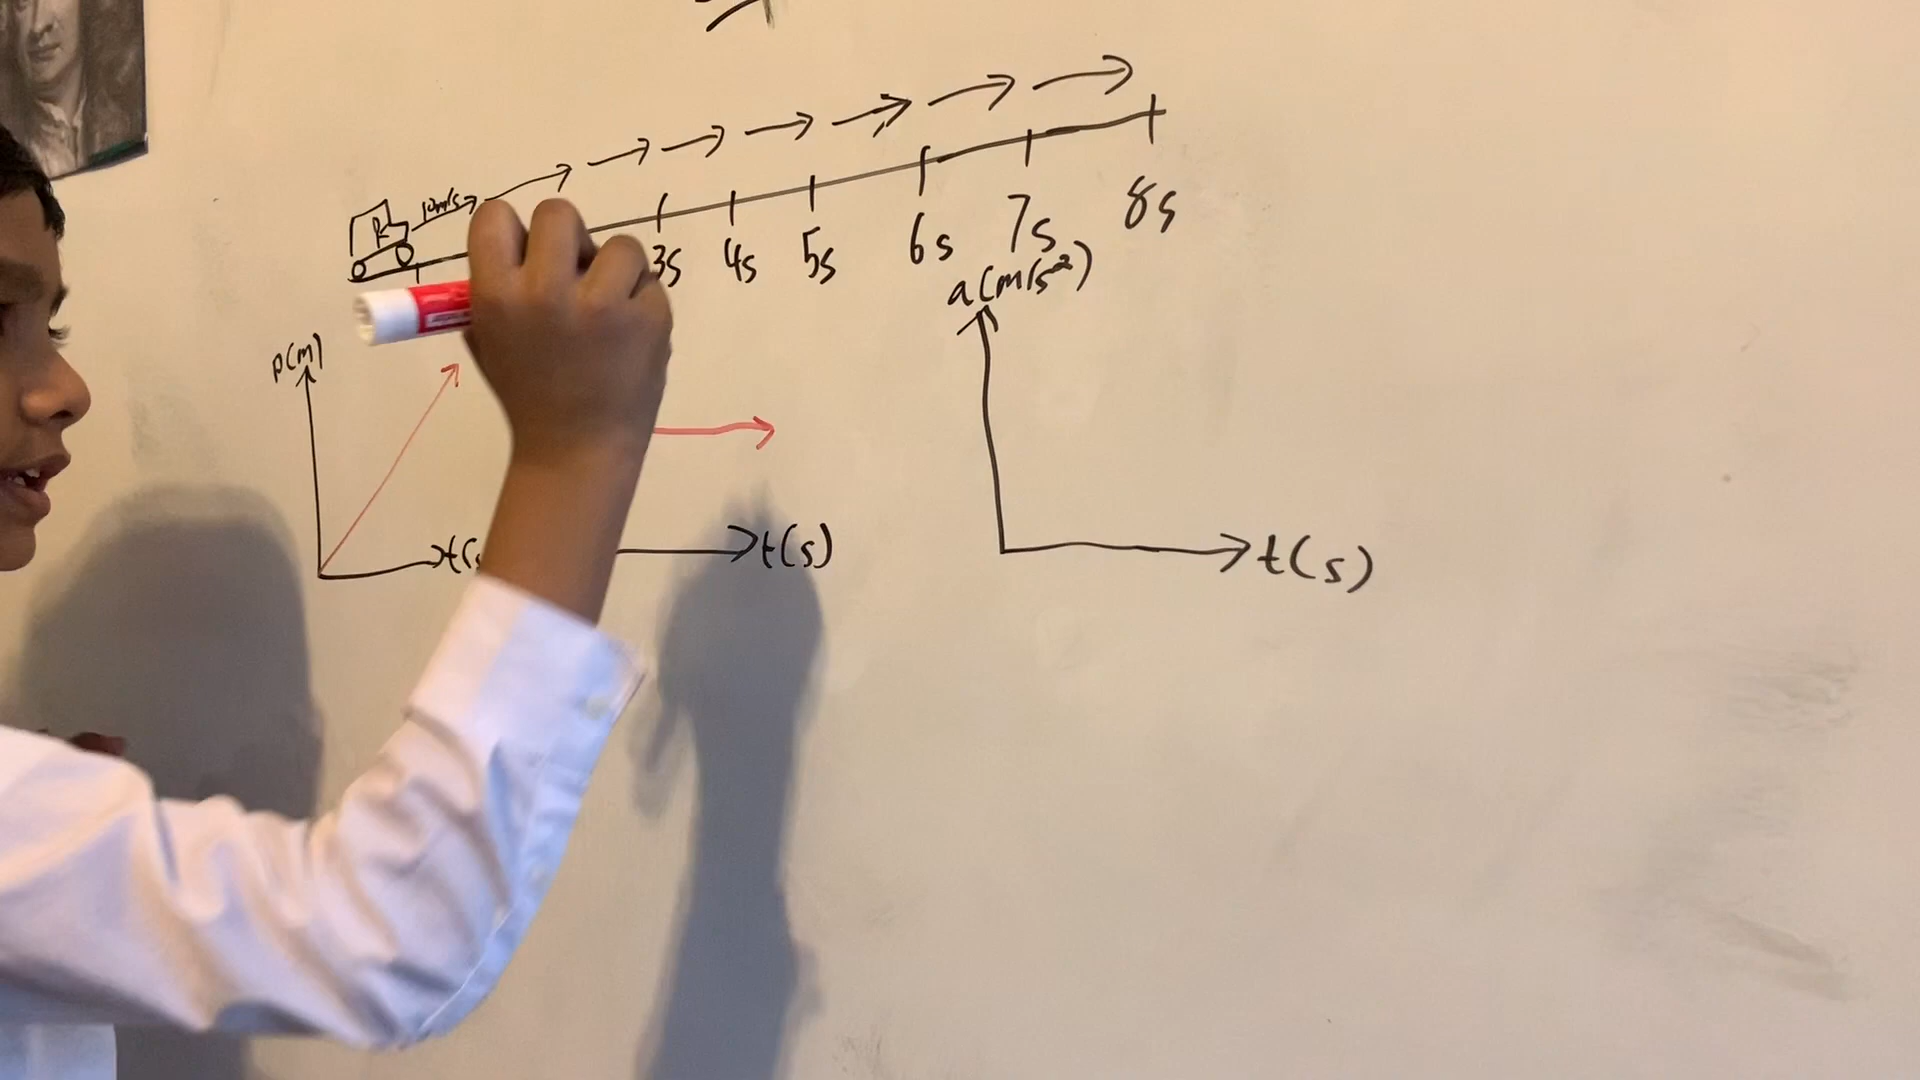 R 10m/s
3s 4s 5s 6s 7s 8s
p(m)
a(m/s²)
t(s
t(s)
t(s)